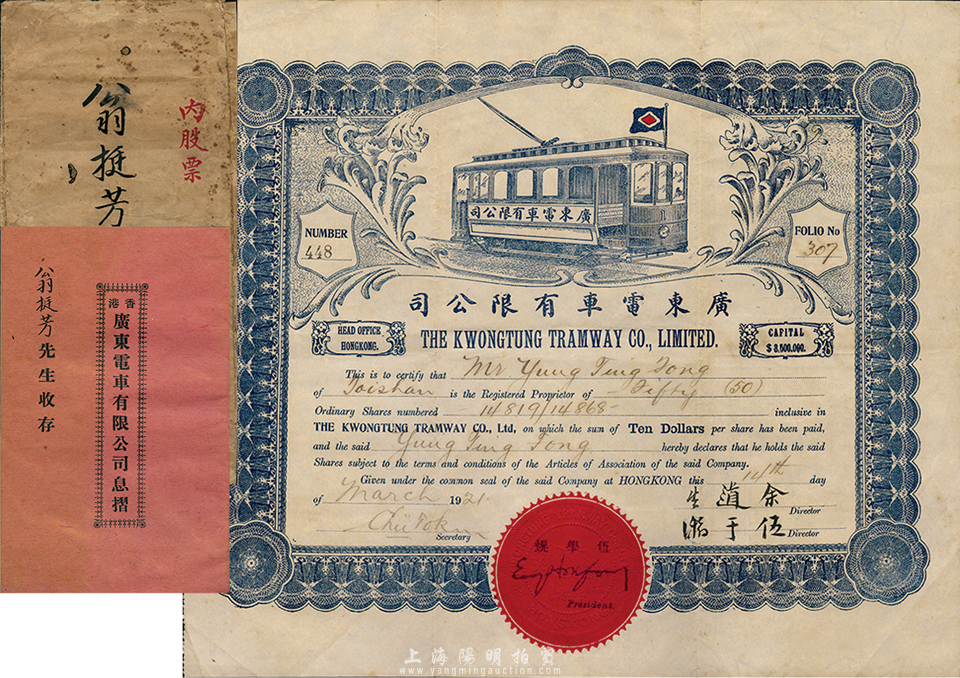 翁挺芳
內股票
香港
廣東電車有限公司息摺
翁挺芳先生收存
廣東電車有限公司
1
NUMBER
448
FOLIO No
307
廣東電車有限公司
HEAD OFFICE
HONGKONG.
THE KWONGTUNG TRAMWAY CO., LIMITED.
CAPITAL
$ 3.500.000.
This is to certify that Mr Yung Ting Fong
of Toishan is the Registered Proprietor of Fifty (50)
Ordinary Shares numbered 14819/14868 inclusive in
THE KWONGTUNG TRAMWAY CO., Ltd, on which the sum of Ten Dollars per share has been paid,
and the said Yung Ting Fong hereby declares that he holds the said
Shares subject to the terms and conditions of the Articles of Association of the said Company.
Given under the common seal of the said Company at HONGKONG this 14th day
of March 1921
余道生
Director
伍于瀚
Director
Secretary
伍學焜
President
上海陽明拍賣
www.yangmingauction.com